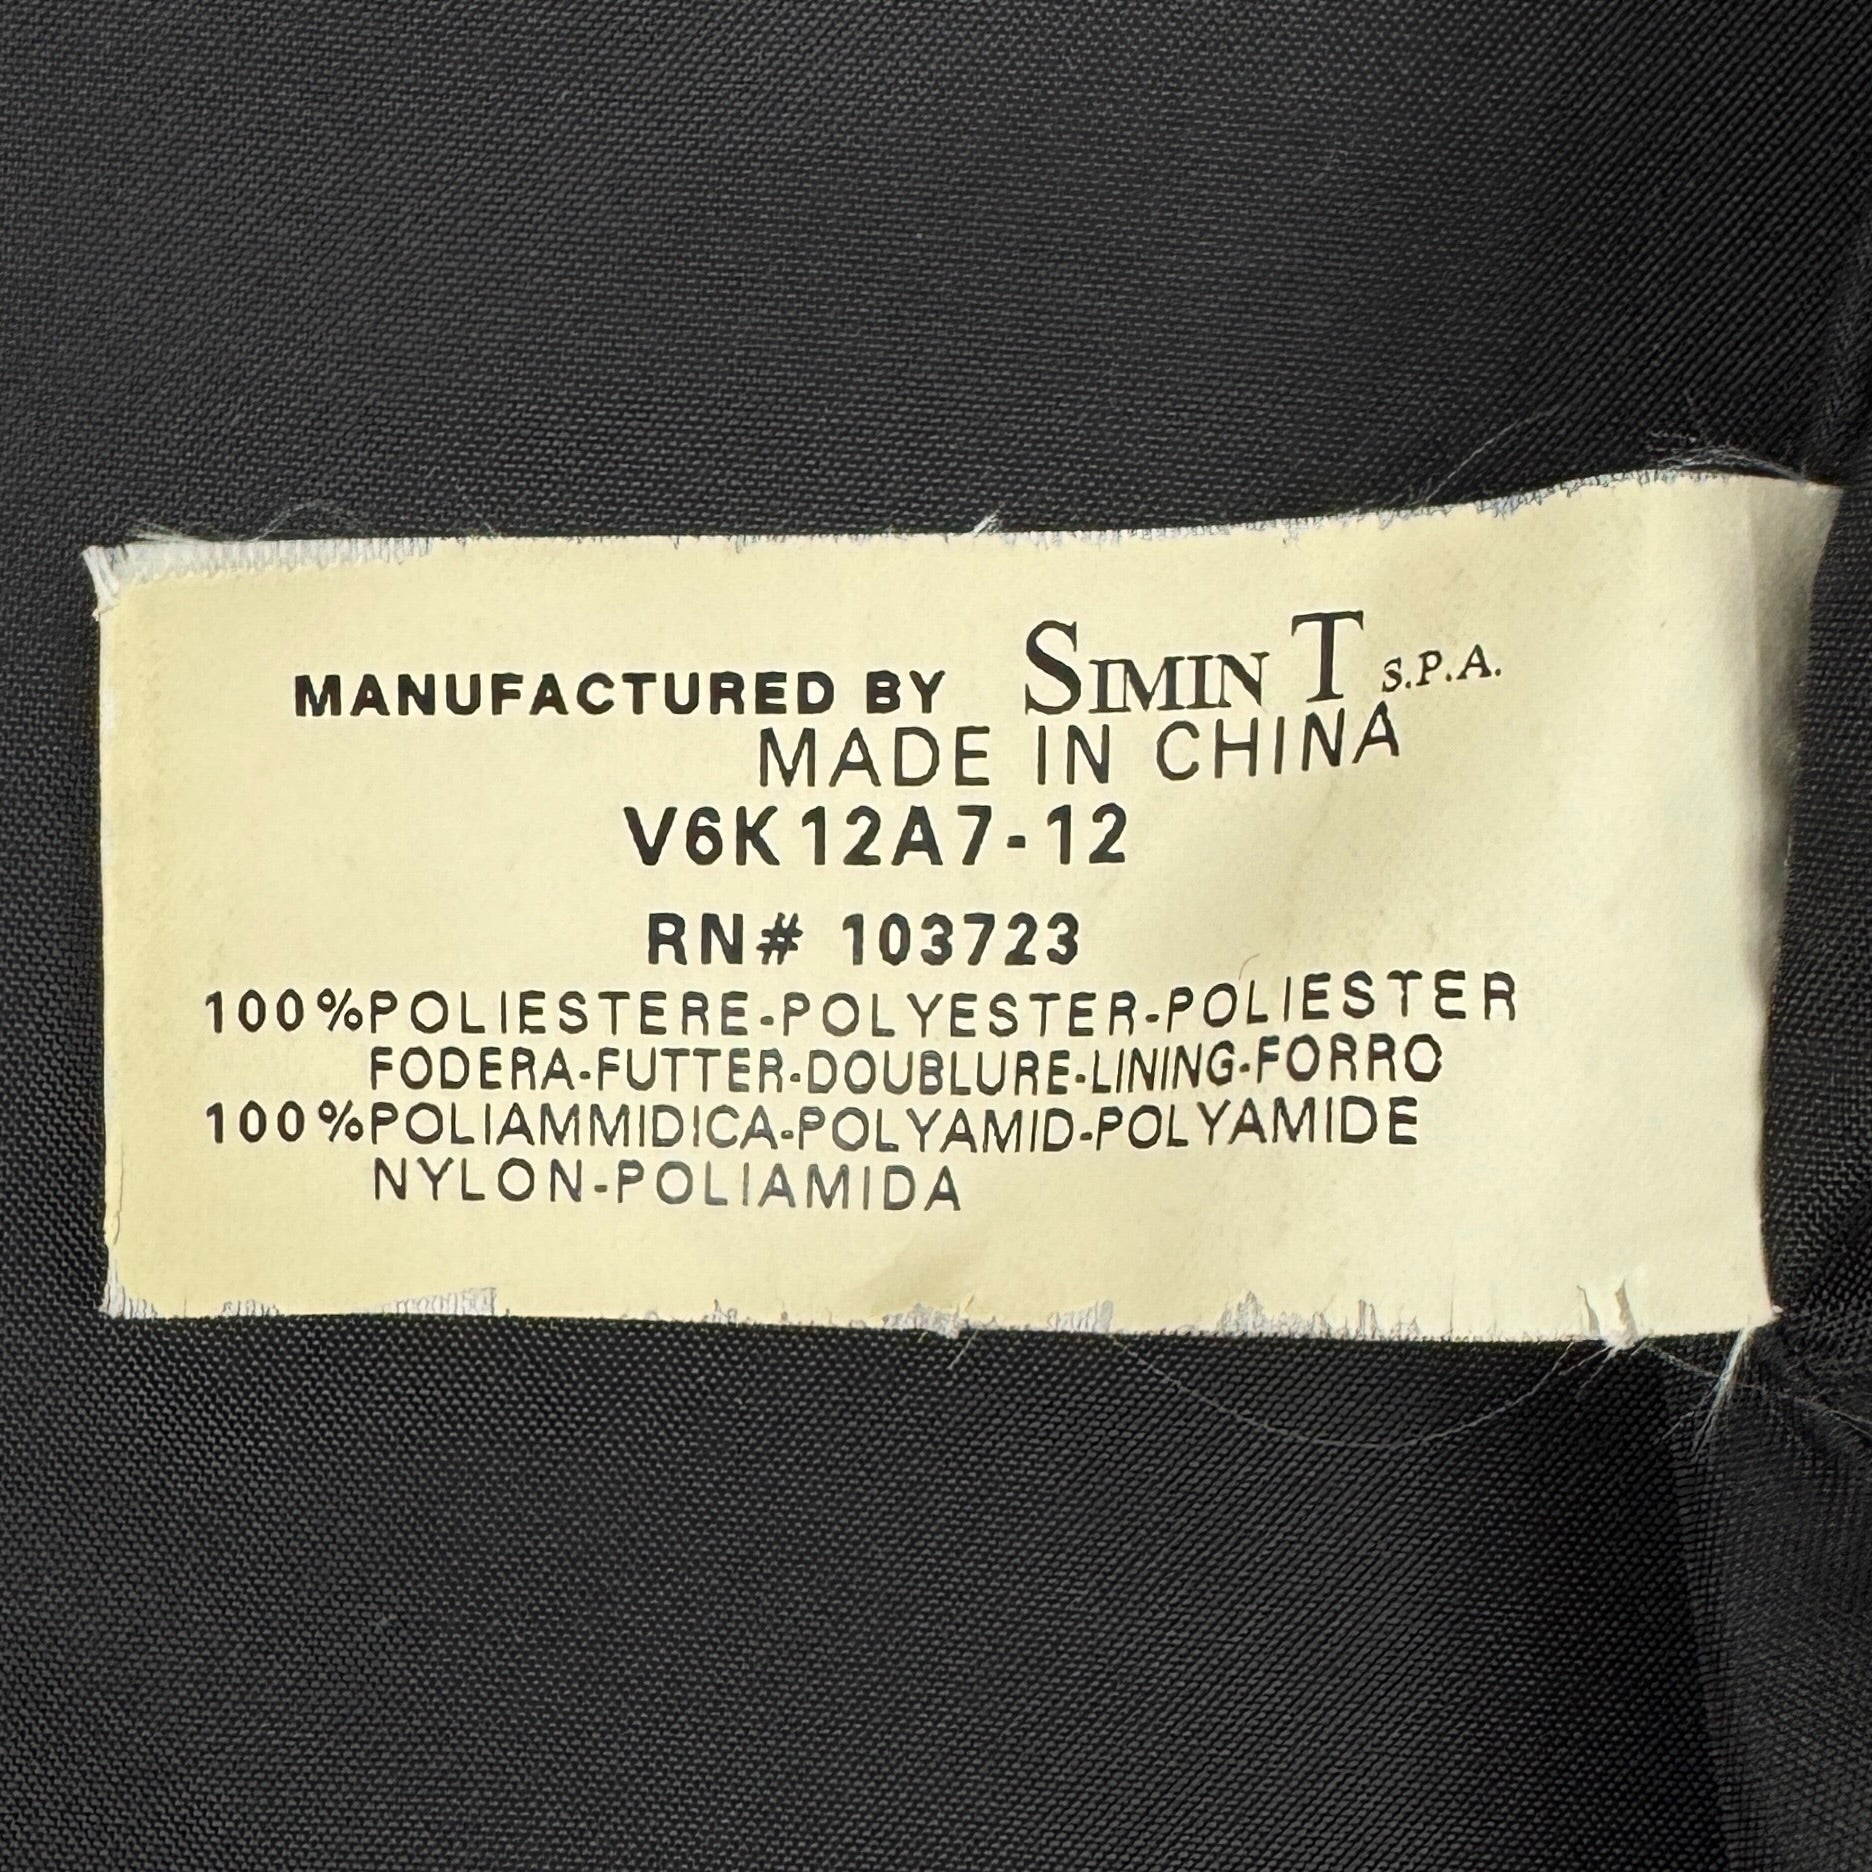 MANUFACTURED BY SIMIN T S.P.A.
MADE IN CHINA
V6K12A7-12
RN# 103723
100%POLIESTERE-POLYESTER-POLIESTER
FODERA-FUTTER-DOUBLURE-LINING-FORRO
100%POLIAMMIDICA-POLYAMID-POLYAMIDE
NYLON-POLIAMIDA